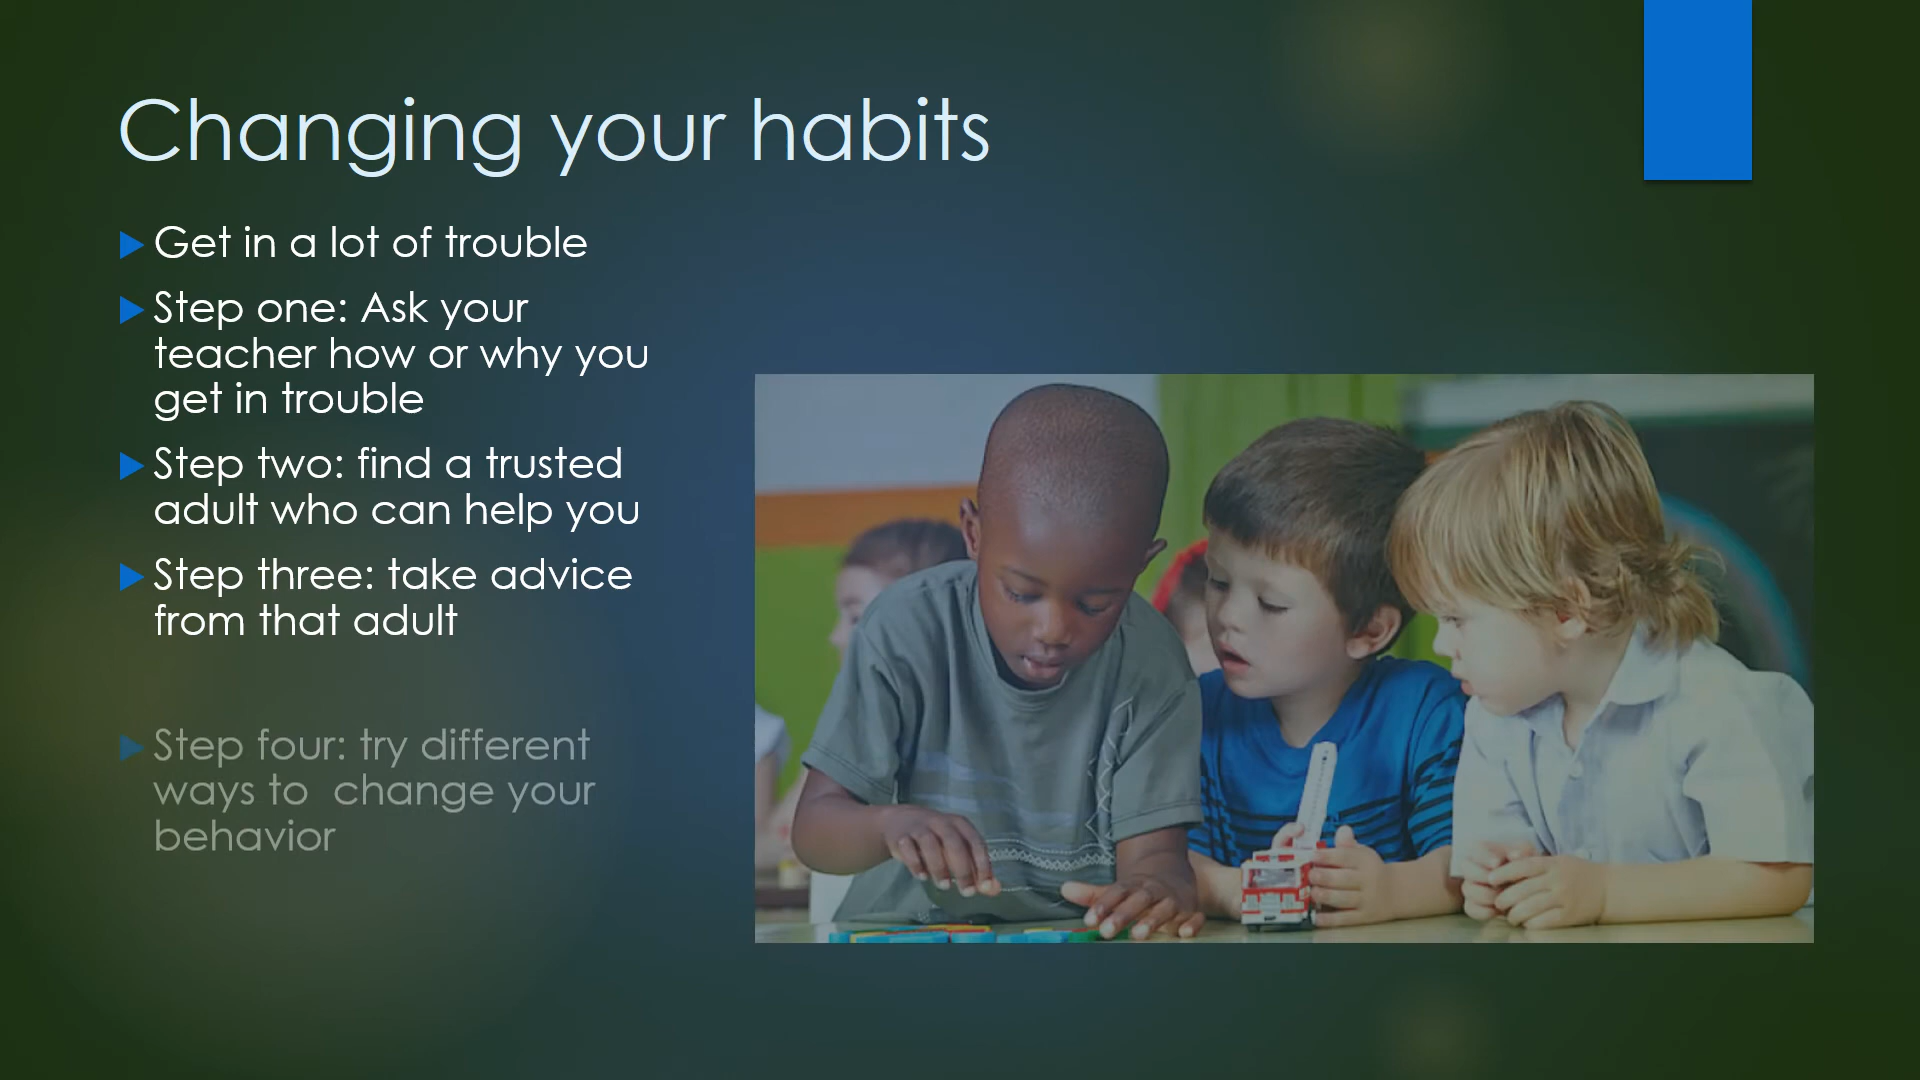 Changing your habits
Get in a lot of trouble
Step one: Ask your
teacher how or why you
get in trouble
Step two: find a trusted
adult who can help you
Step three: take advice
from that adult
Step four: try different
ways to  change your
behavior